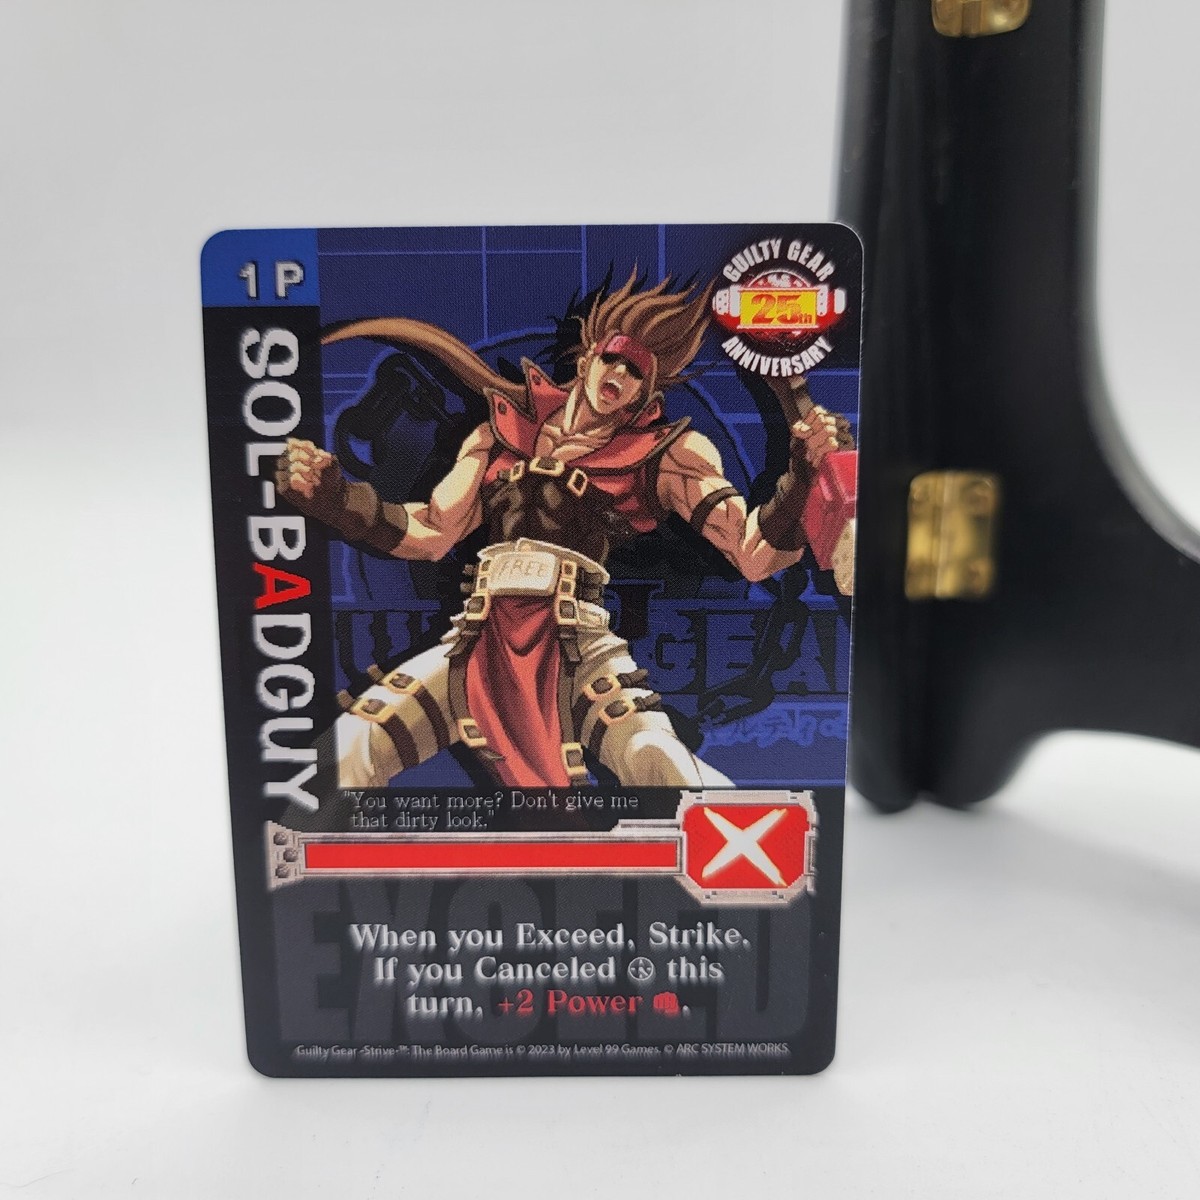 1P
SOL-BADGUY
GUILTY GEAR
25th
ANNIVERSARY
FREE
GEAR
"You want more? Don't give me
that dirty look."
EXCEED
When you Exceed, Strike.
If you Canceled this
turn, +2 Power.
Guilty Gear -Strive-™: The Board Game is © 2023 by Level 99 Games. © ARC SYSTEM WORKS